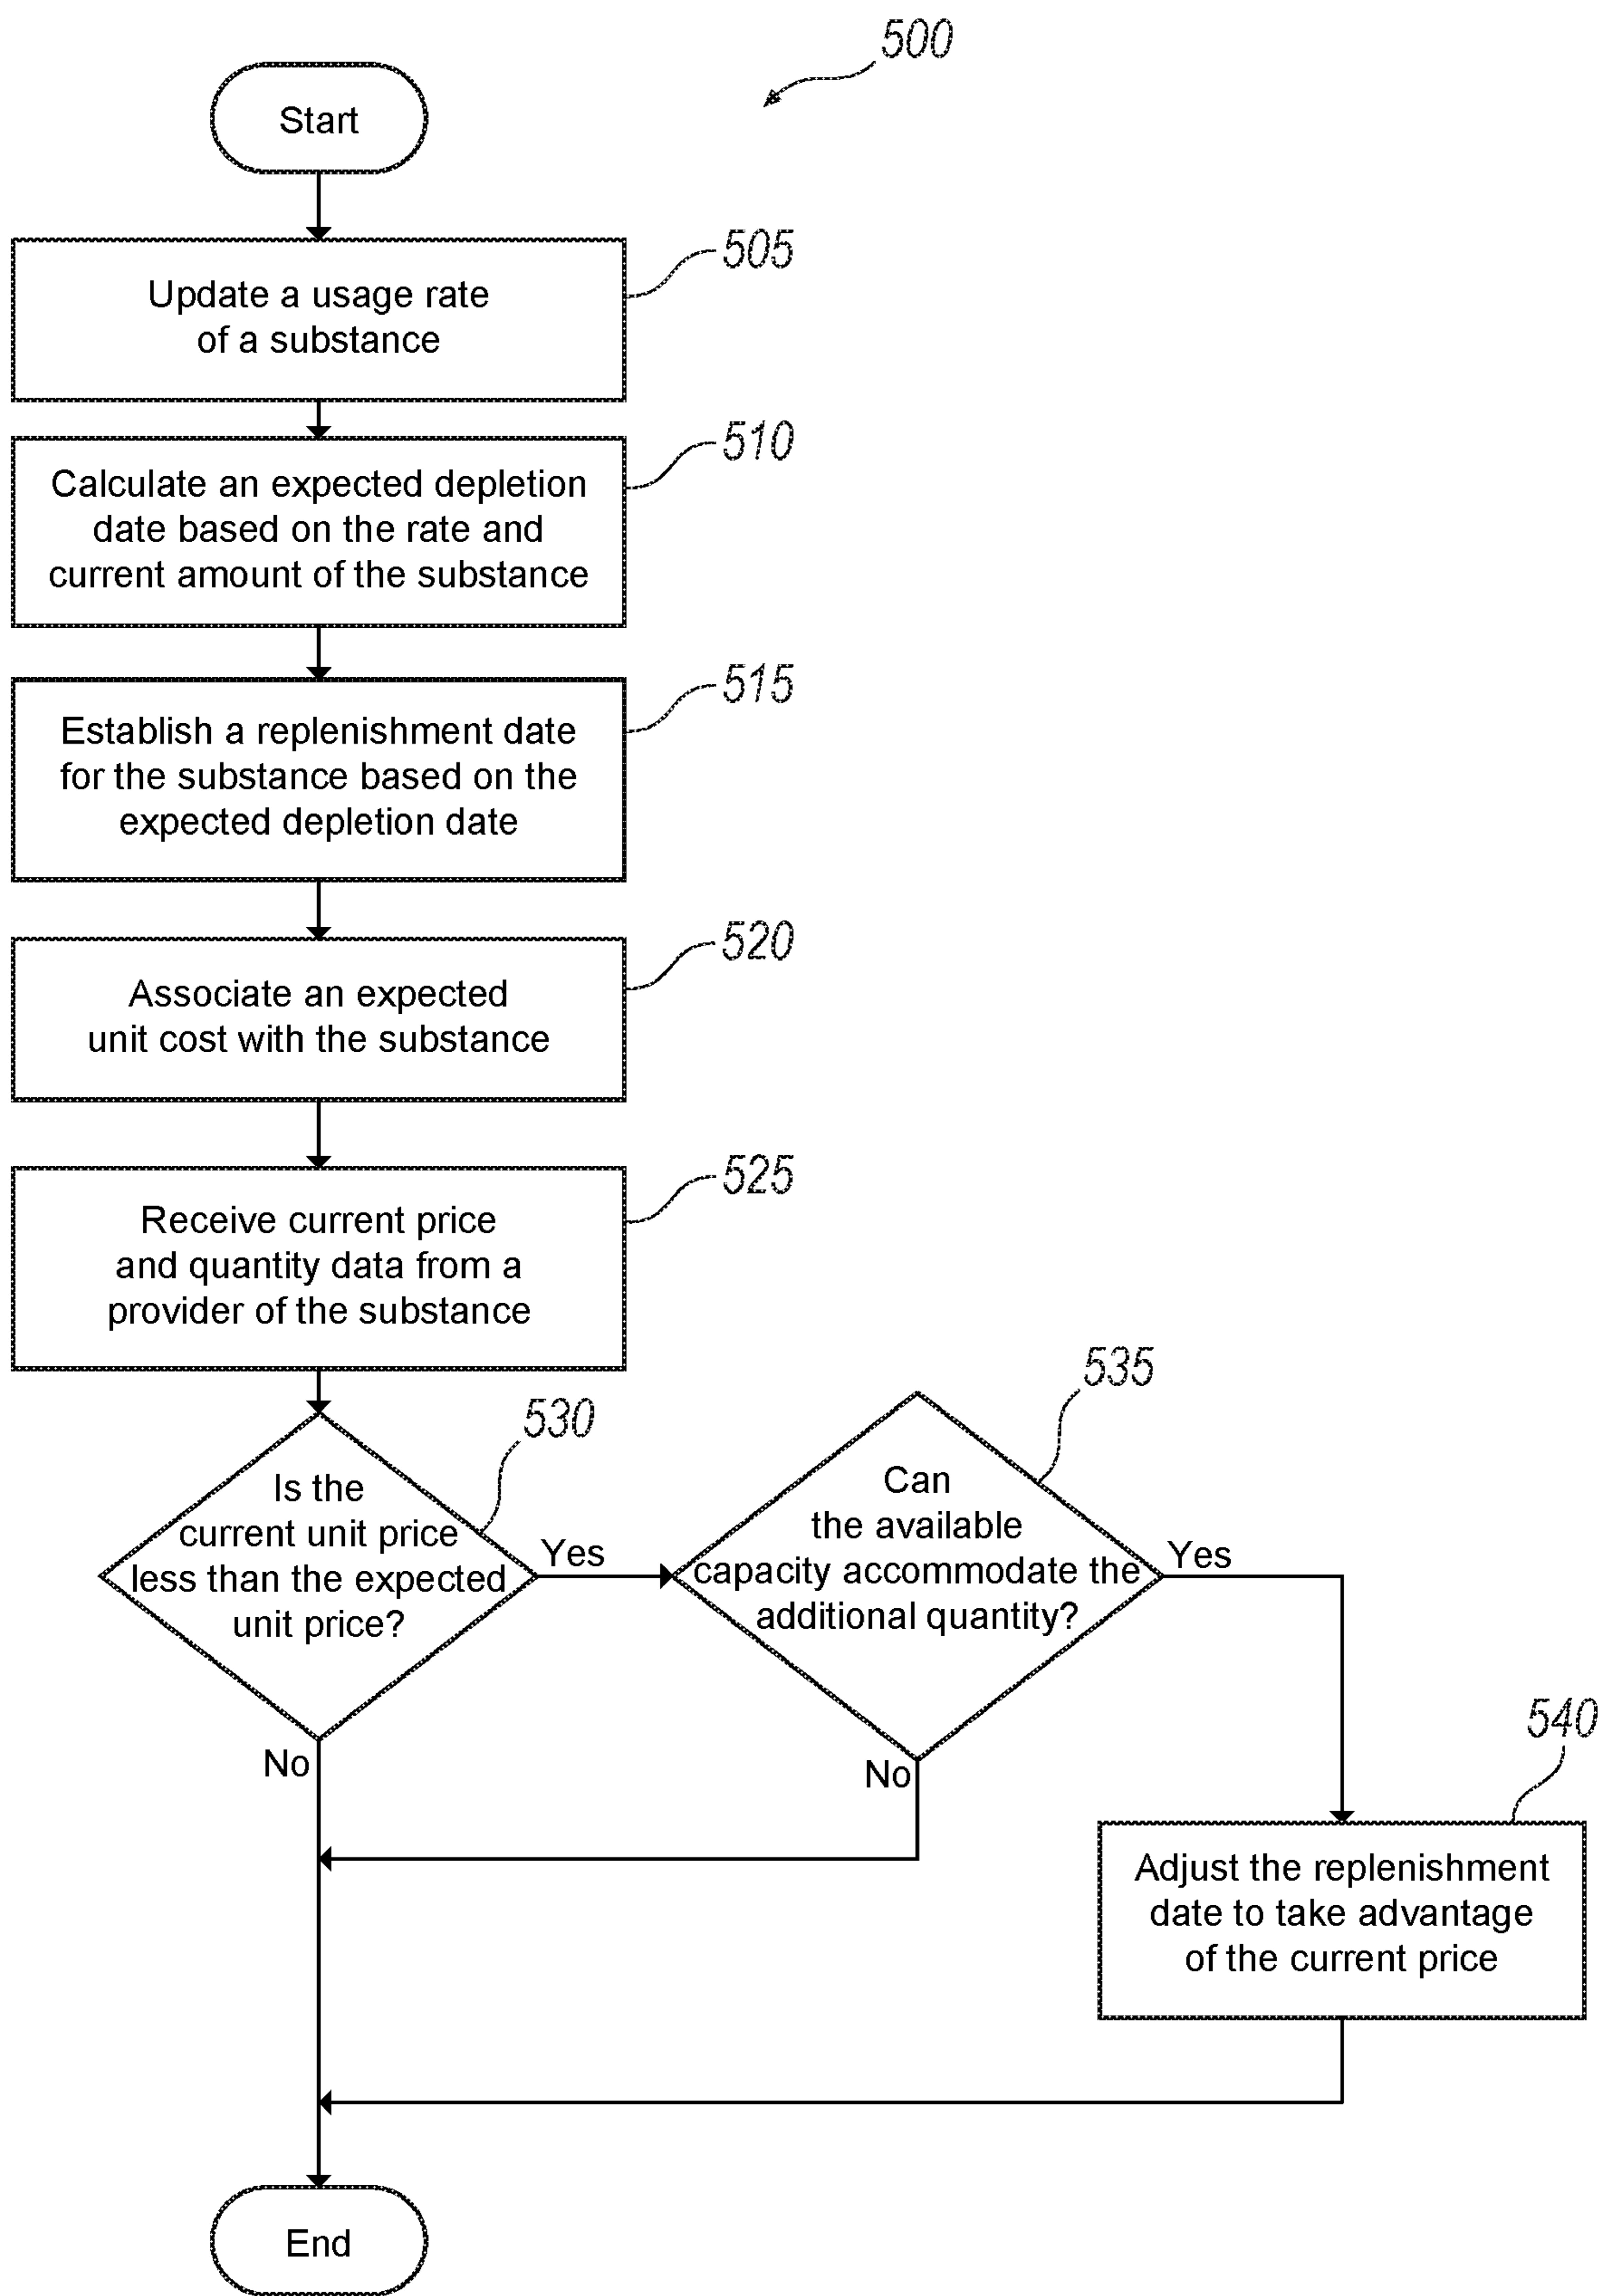 500
Start
505
Update a usage rate
of a substance
510
Calculate an expected depletion
date based on the rate and
current amount of the substance
515
Establish a replenishment date
for the substance based on the
expected depletion date
520
Associate an expected
unit cost with the substance
525
Receive current price
and quantity data from a
provider of the substance
530
Is the
current unit price
less than the expected
unit price?
Yes
No
535
Can
the available
capacity accommodate the
additional quantity?
Yes
No
540
Adjust the replenishment
date to take advantage
of the current price
End